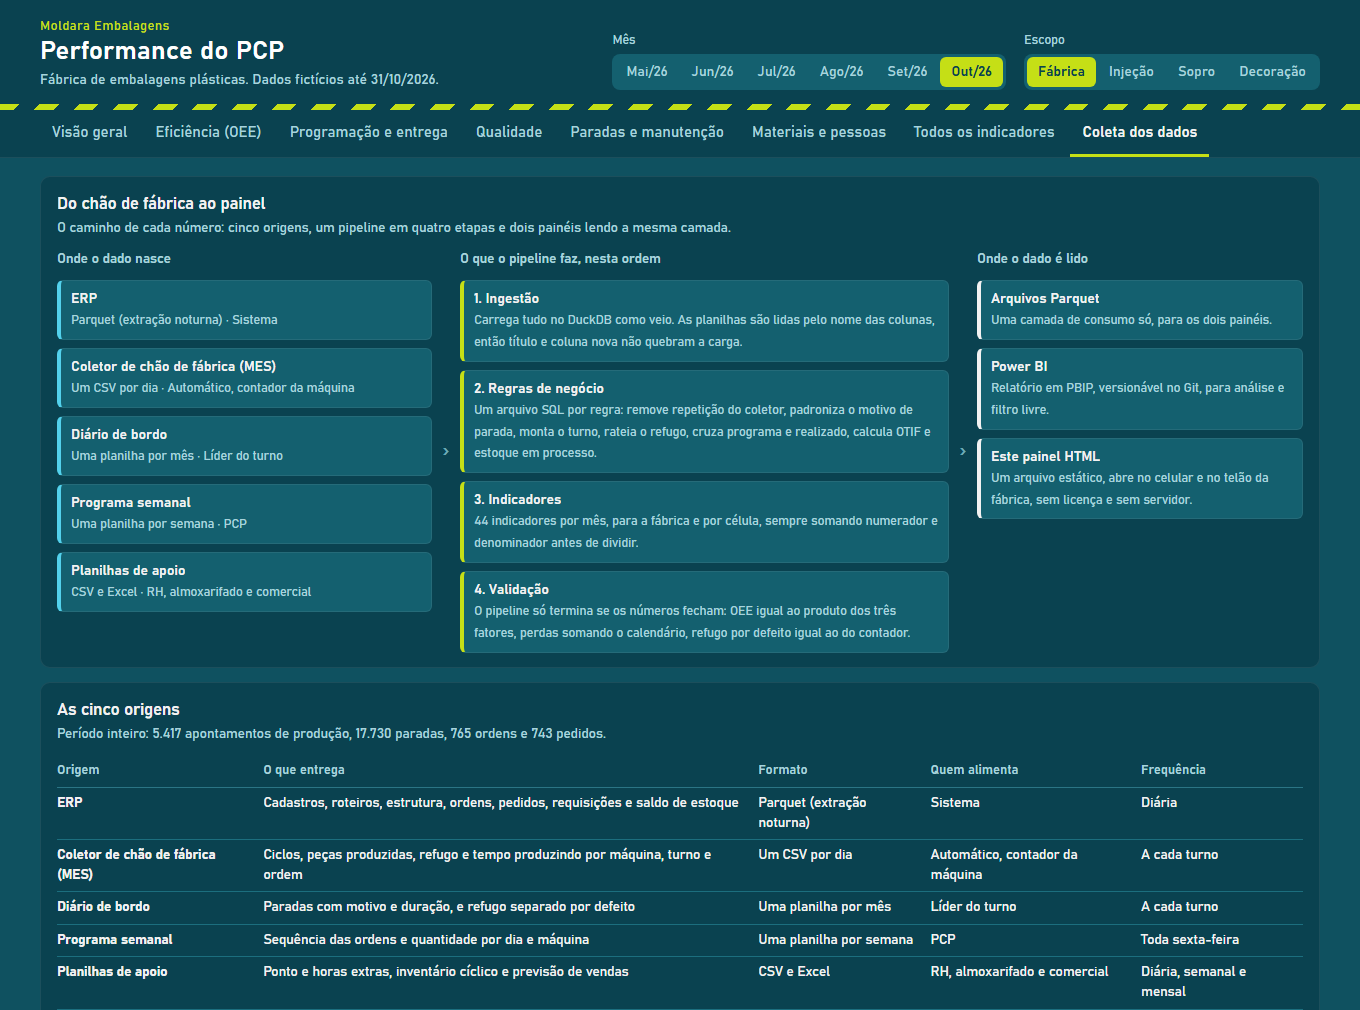 Moldara Embalagens
Performance do PCP
Fábrica de embalagens plásticas. Dados fictícios até 31/10/2026.
Mês
Mai/26 Jun/26 Jul/26 Ago/26 Set/26 Out/26
Escopo
Fábrica Injeção Sopro Decoração
Visão geral Eficiência (OEE) Programação e entrega Qualidade Paradas e manutenção Materiais e pessoas Todos os indicadores Coleta dos dados
Do chão de fábrica ao painel
O caminho de cada número: cinco origens, um pipeline em quatro etapas e dois painéis lendo a mesma camada.
Onde o dado nasce
ERP
Parquet (extração noturna) · Sistema
Coletor de chão de fábrica (MES)
Um CSV por dia · Automático, contador da máquina
Diário de bordo
Uma planilha por mês · Líder do turno
Programa semanal
Uma planilha por semana · PCP
Planilhas de apoio
CSV e Excel · RH, almoxarifado e comercial
›
O que o pipeline faz, nesta ordem
1. Ingestão
Carrega tudo no DuckDB como veio. As planilhas são lidas pelo nome das colunas,
então título e coluna nova não quebram a carga.
2. Regras de negócio
Um arquivo SQL por regra: remove repetição do coletor, padroniza o motivo de
parada, monta o turno, rateia o refugo, cruza programa e realizado, calcula OTIF e
estoque em processo.
3. Indicadores
44 indicadores por mês, para a fábrica e por célula, sempre somando numerador e
denominador antes de dividir.
4. Validação
O pipeline só termina se os números fecham: OEE igual ao produto dos três
fatores, perdas somando o calendário, refugo por defeito igual ao do contador.
›
Onde o dado é lido
Arquivos Parquet
Uma camada de consumo só, para os dois painéis.
Power BI
Relatório em PBIP, versionável no Git, para análise e
filtro livre.
Este painel HTML
Um arquivo estático, abre no celular e no telão da
fábrica, sem licença e sem servidor.
As cinco origens
Período inteiro: 5.417 apontamentos de produção, 17.730 paradas, 765 ordens e 743 pedidos.
Origem O que entrega Formato Quem alimenta Frequência
ERP Cadastros, roteiros, estrutura, ordens, pedidos, requisições e saldo de estoque Parquet (extração Sistema Diária
noturna)
Coletor de chão de fábrica Ciclos, peças produzidas, refugo e tempo produzindo por máquina, turno e Um CSV por dia Automático, contador da A cada turno
(MES) ordem máquina
Diário de bordo Paradas com motivo e duração, e refugo separado por defeito Uma planilha por mês Líder do turno A cada turno
Programa semanal Sequência das ordens e quantidade por dia e máquina Uma planilha por semana PCP Toda sexta-feira
Planilhas de apoio Ponto e horas extras, inventário cíclico e previsão de vendas CSV e Excel RH, almoxarifado e comercial Diária, semanal e
mensal